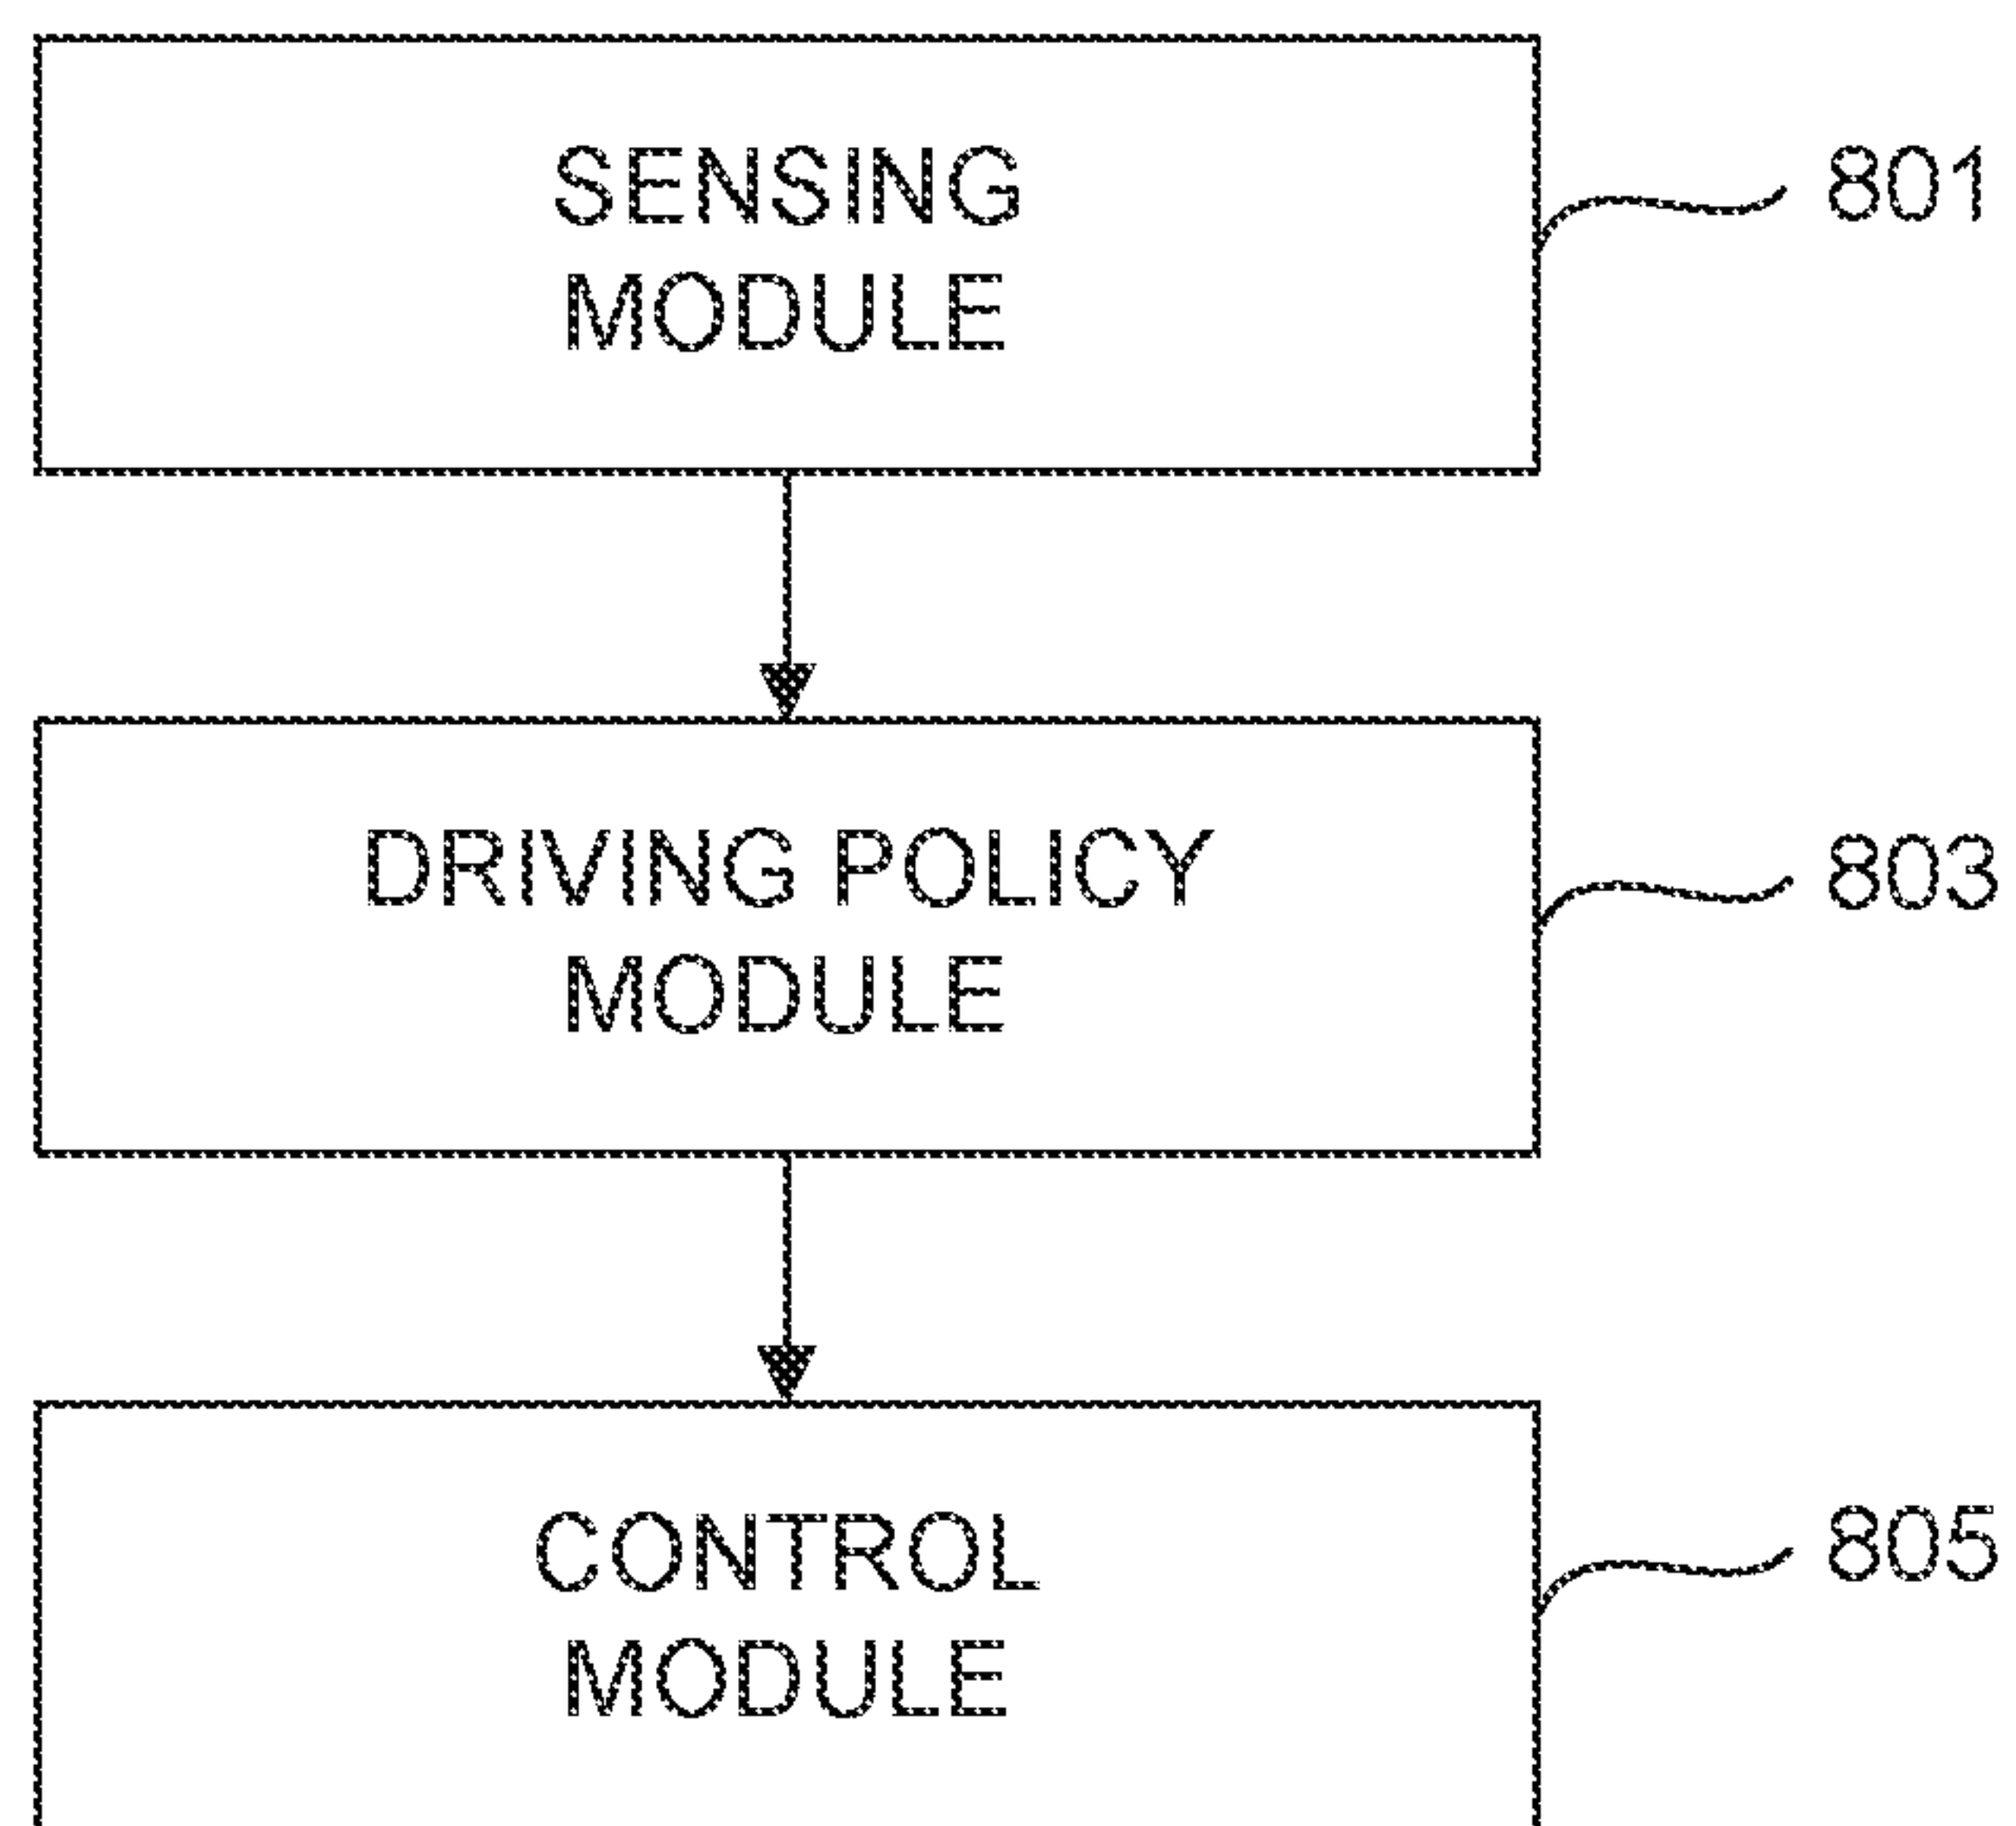 SENSING
MODULE
801
DRIVING POLICY
MODULE
803
CONTROL
MODULE
805